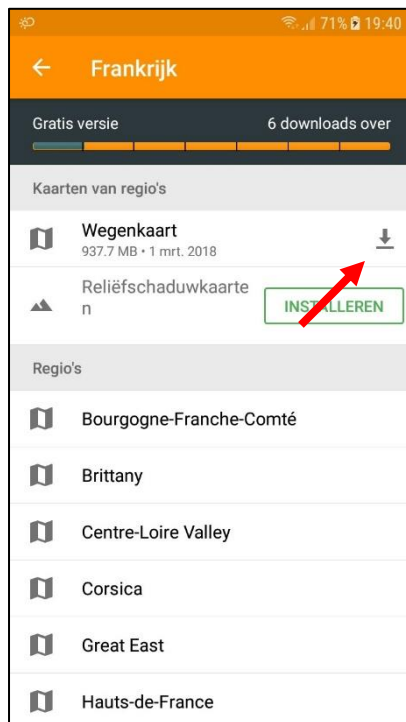 71% 19:40
Frankrijk
Gratis versie 6 downloads over
Kaarten van regio's
Wegenkaart
937.7 MB • 1 mrt. 2018
Reliëfschaduwkaarte
n
INSTALLEREN
Regio's
Bourgogne-Franche-Comté
Brittany
Centre-Loire Valley
Corsica
Great East
Hauts-de-France